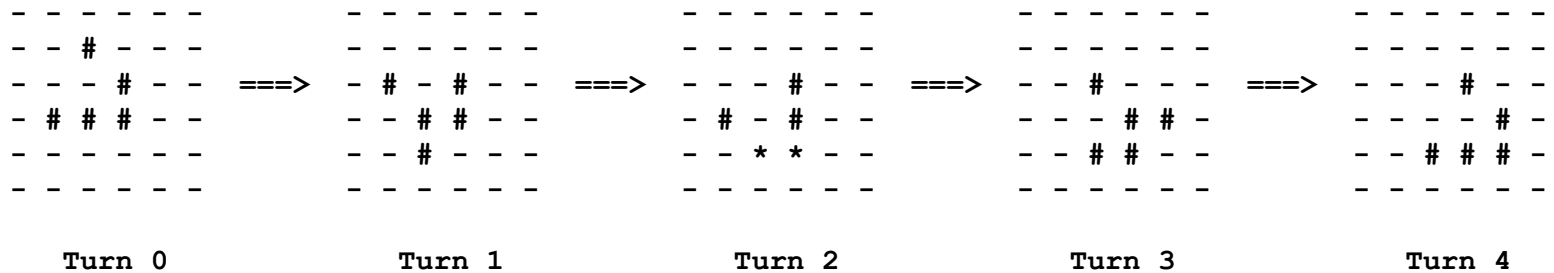 - - - - - -        - - - - - -        - - - - - -        - - - - - -        - - - - - -
- - # - - -        - - - - - -        - - - - - -        - - - - - -        - - - - - -
- - - # - -  ===>  - # - # - -  ===>  - - - # - -  ===>  - - # - - -  ===>  - - - # - -
- # # # - -        - - # # - -        - # - # - -        - - - # # -        - - - - # -
- - - - - -        - - # - - -        - - * * - -        - - # # - -        - - # # # -
- - - - - -        - - - - - -        - - - - - -        - - - - - -        - - - - - -
Turn 0 Turn 1 Turn 2 Turn 3 Turn 4